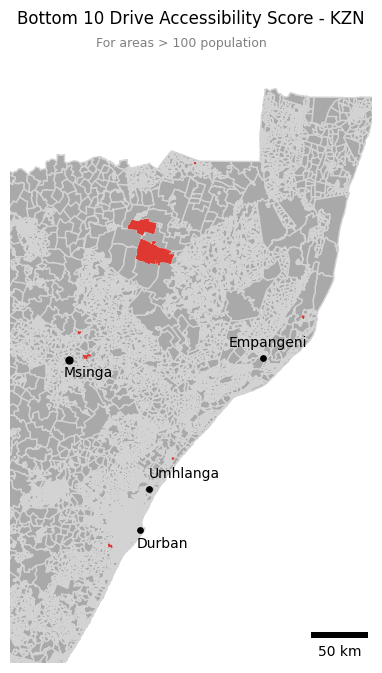 Bottom 10 Drive Accessibility Score - KZN
For areas > 100 population
Empangeni
Msinga
Umhlanga
Durban
50 km